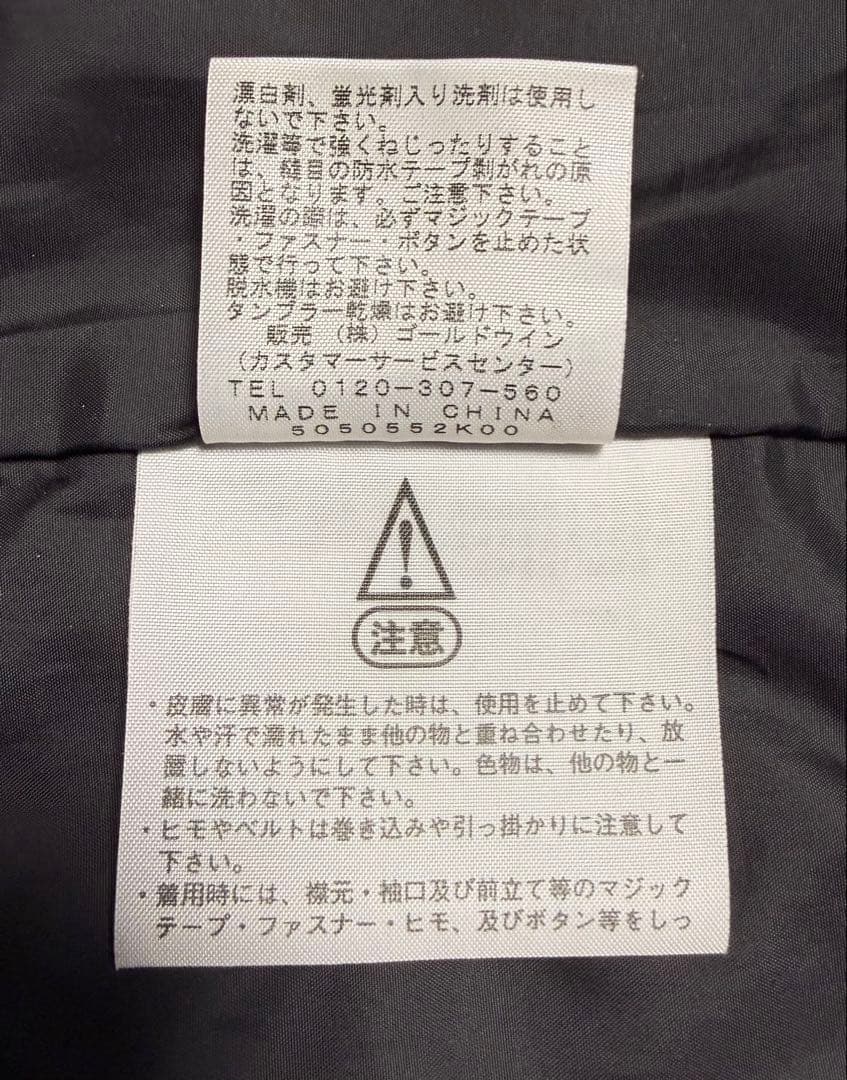 漂白剤、蛍光剤入り洗剤は使用し
ないで下さい。
洗濯等で強くねじったりすること
は、縫目の防水テープ剥がれの原
因となります。ご注意下さい。
洗濯の際は、必ずマジックテープ
・ファスナー・ボタンを止めた状
態で行って下さい。
脱水機はお避け下さい。
タンブラー乾燥はお避け下さい。
販売 (株)ゴールドウイン
(カスタマーサービスセンター)
TEL 0120-307-560
MADE IN CHINA
5050552K00
注意
・皮膚に異常が発生した時は、使用を止めて下さい。
水や汗で濡れたまま他の物と重ね合わせたり、放
置しないようにして下さい。色物は、他の物と一
緒に洗わないで下さい。
・ヒモやベルトは巻き込みや引っ掛かりに注意して
下さい。
・着用時には、襟元・袖口及び前立て等のマジック
テープ・ファスナー・ヒモ、及びボタン等をしっ